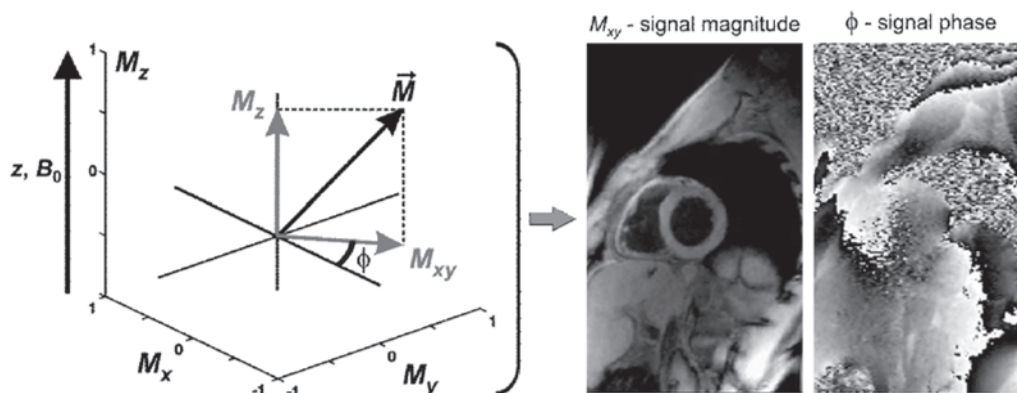 M_xy - signal magnitude
ϕ - signal phase
1
M_z
M_z
M
z, B_0
0
ϕ
M_xy
1
-1
1
0
M_x
0
M_y
-1
-1